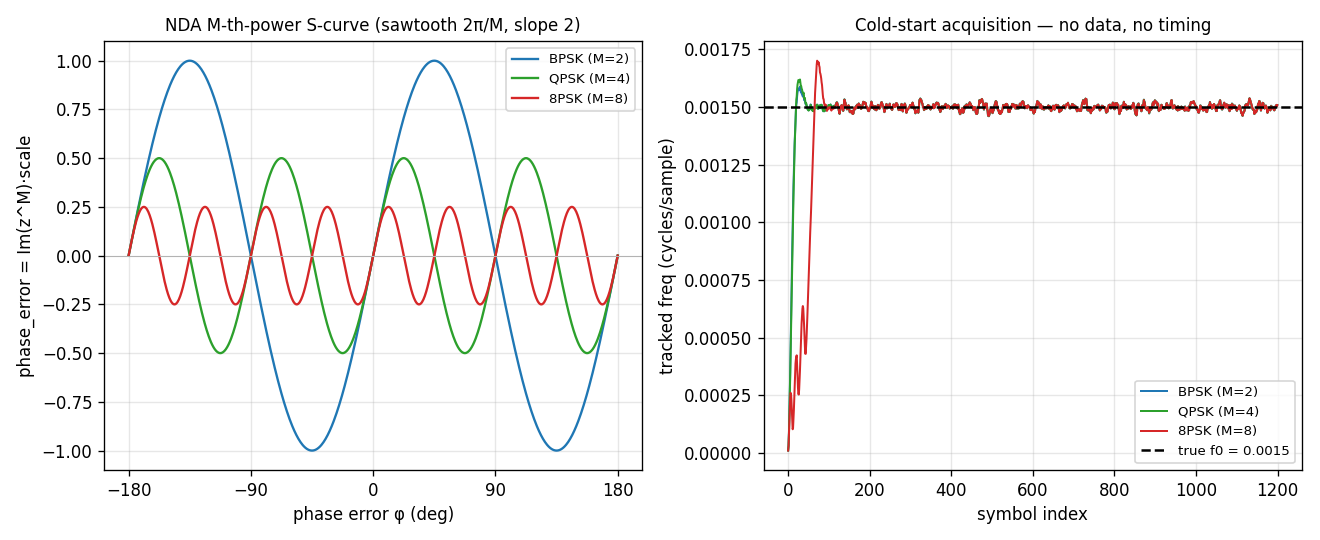 NDA M-th-power S-curve (sawtooth 2π/M, slope 2)
phase_error = Im(z^M)·scale
1.00
0.75
0.50
0.25
0.00
−0.25
−0.50
−0.75
−1.00
BPSK (M=2)
QPSK (M=4)
8PSK (M=8)
−180
−90
0
90
180
phase error φ (deg)
Cold-start acquisition — no data, no timing
tracked freq (cycles/sample)
0.00175
0.00150
0.00125
0.00100
0.00075
0.00050
0.00025
0.00000
BPSK (M=2)
QPSK (M=4)
8PSK (M=8)
true f0 = 0.0015
0
200
400
600
800
1000
1200
symbol index